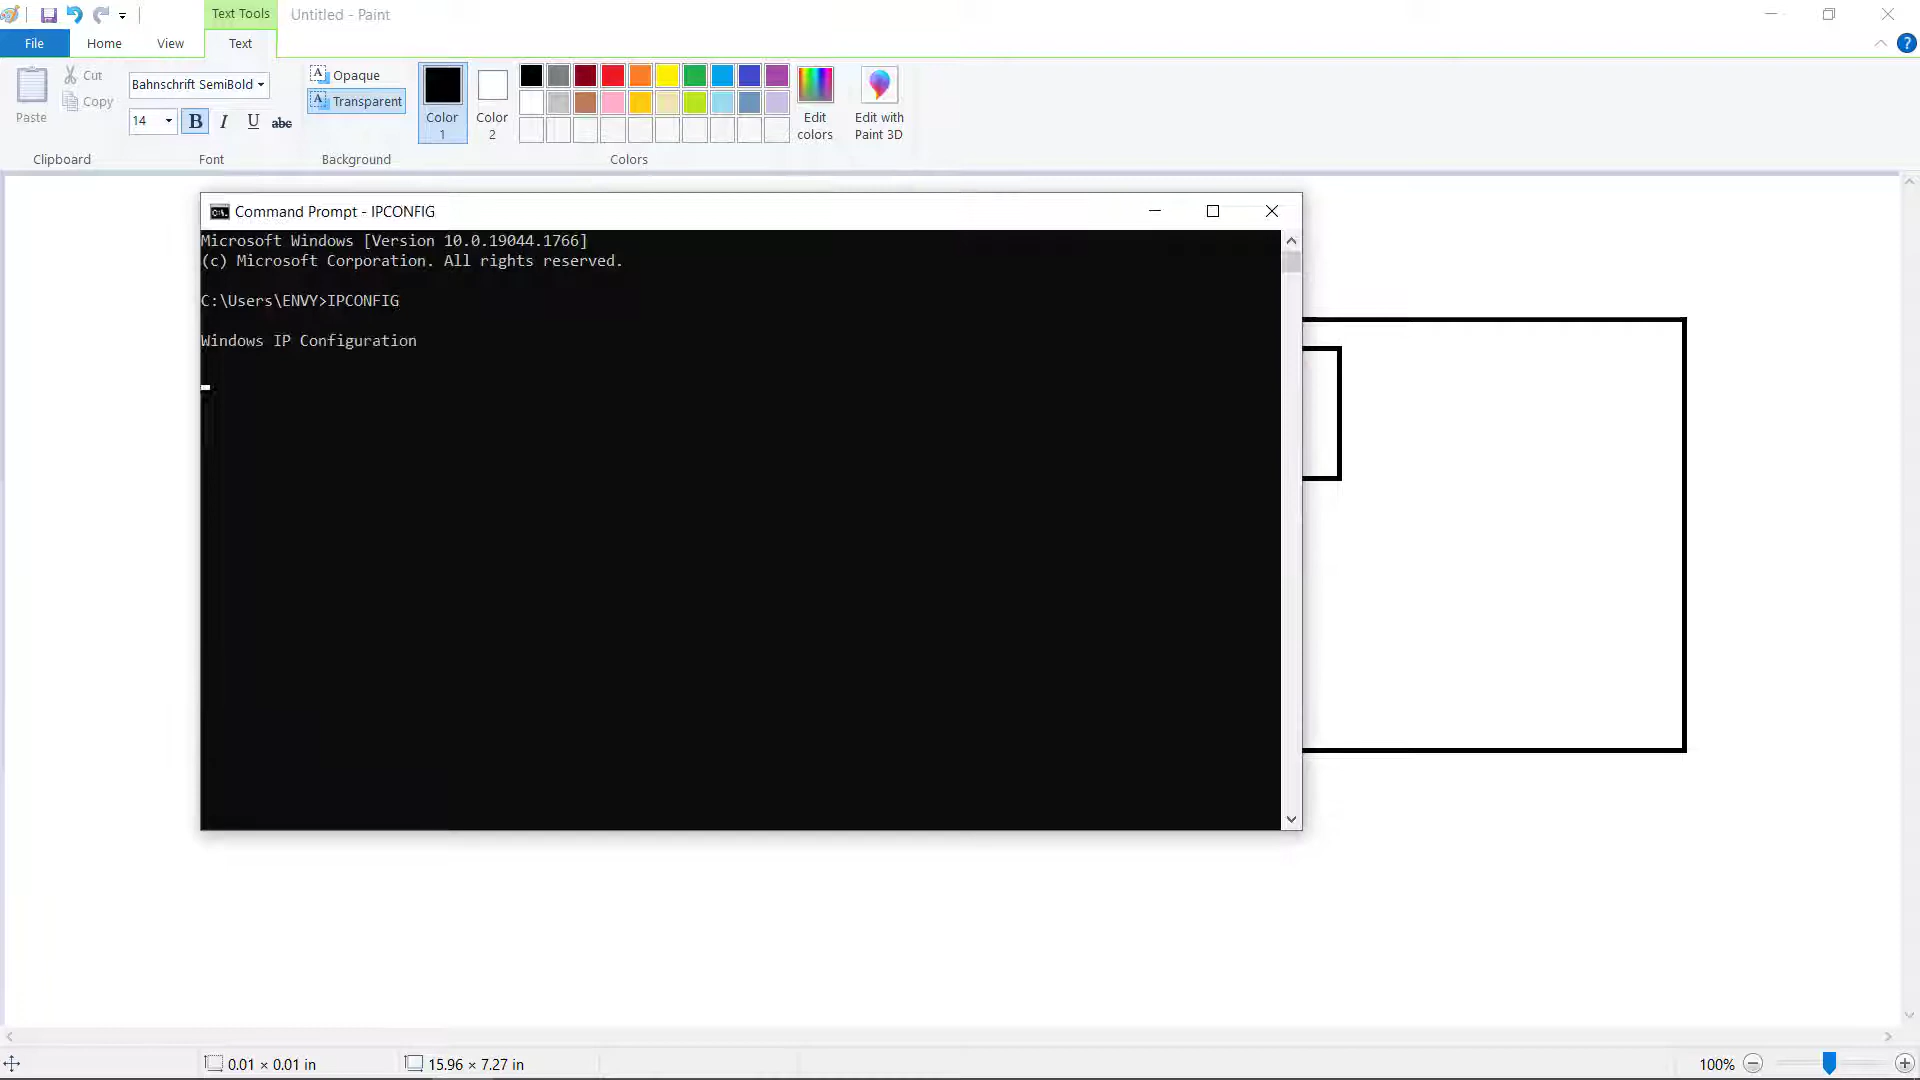 Text Tools
Untitled - Paint
File
Home
View
Text
Paste
Cut
Copy
Clipboard
Bahnschrift SemiBold
14
B
I
U
abc
Font
A Opaque
A Transparent
Background
Color 1
Color 2
Edit colors
Edit with Paint 3D
Colors
?
C:\. Command Prompt - IPCONFIG
Microsoft Windows [Version 10.0.19044.1766]
(c) Microsoft Corporation. All rights reserved.
C:\Users\ENVY>IPCONFIG
Windows IP Configuration
0.01 × 0.01 in
15.96 × 7.27 in
100%